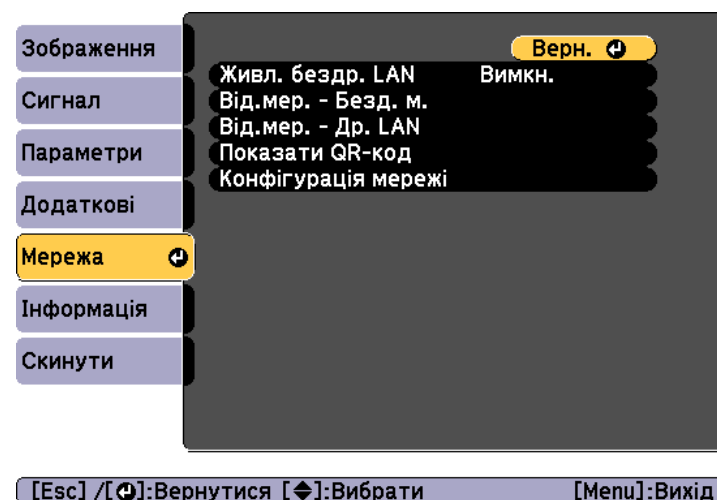 Зображення
Сигнал
Параметри
Додаткові
Мережа
Інформація
Скинути
Верн.
Живл. бездр. LAN Вимкн.
Від.мер. - Безд. м.
Від.мер. - Др. LAN
Показати QR-код
Конфігурація мережі
[Esc] /[ ]:Вернутися [ ]:Вибрати [Menu]:Вихід